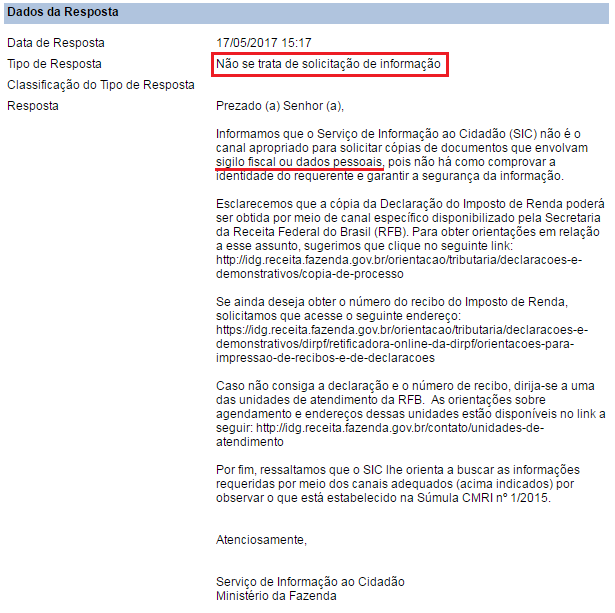 Dados da Resposta
Data de Resposta 17/05/2017 15:17
Tipo de Resposta Não se trata de solicitação de informação
Classificação do Tipo de Resposta
Resposta Prezado (a) Senhor (a),
Informamos que o Serviço de Informação ao Cidadão (SIC) não é o
canal apropriado para solicitar cópias de documentos que envolvam
sigilo fiscal ou dados pessoais, pois não há como comprovar a
identidade do requerente e garantir a segurança da informação.
Esclarecemos que a cópia da Declaração do Imposto de Renda poderá
ser obtida por meio de canal específico disponibilizado pela Secretaria
da Receita Federal do Brasil (RFB). Para obter orientações em relação
a esse assunto, sugerimos que clique no seguinte link:
http://idg.receita.fazenda.gov.br/orientacao/tributaria/declaracoes-e-
demonstrativos/copia-de-processo
Se ainda deseja obter o número do recibo do Imposto de Renda,
solicitamos que acesse o seguinte endereço:
https://idg.receita.fazenda.gov.br/orientacao/tributaria/declaracoes-e-
demonstrativos/dirpf/retificadora-online-da-dirpf/orientacoes-para-
impressao-de-recibos-e-de-declaracoes
Caso não consiga a declaração e o número de recibo, dirija-se a uma
das unidades de atendimento da RFB.  As orientações sobre
agendamento e endereços dessas unidades estão disponíveis no link a
seguir: http://idg.receita.fazenda.gov.br/contato/unidades-de-
atendimento
Por fim, ressaltamos que o SIC lhe orienta a buscar as informações
requeridas por meio dos canais adequados (acima indicados) por
observar o que está estabelecido na Súmula CMRI nº 1/2015.
Atenciosamente,
Serviço de Informação ao Cidadão
Ministério da Fazenda